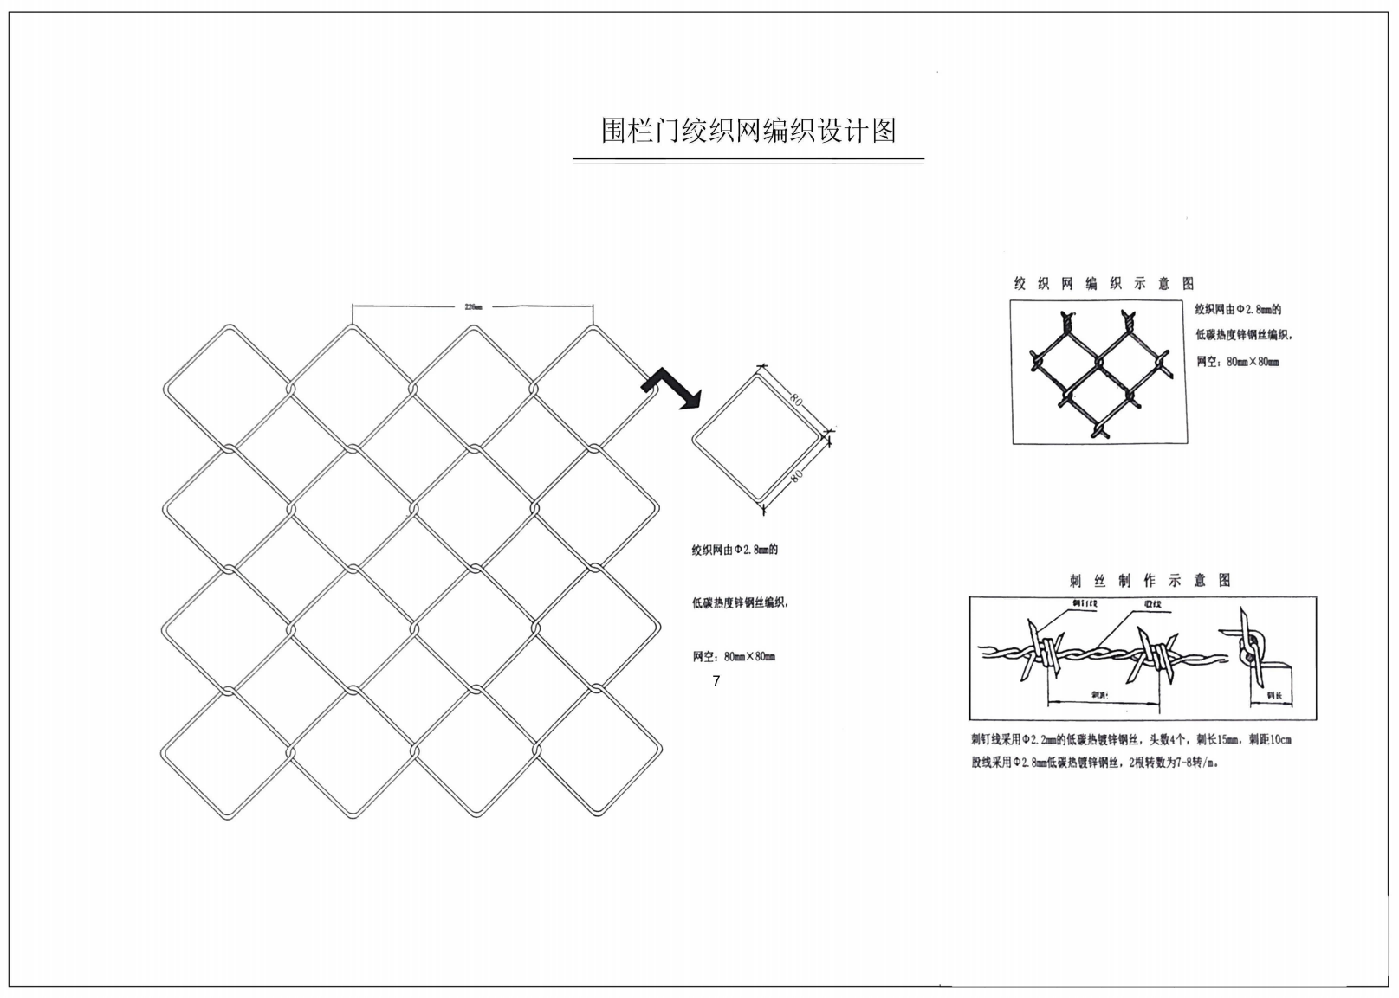 围栏门绞织网编织设计图
226mm
80
80
绞织网由Φ2.8mm的
低碳热度锌钢丝编织,
网空: 80mm×80mm
7
绞织网编织示意图
绞织网由Φ2.8mm的
低碳热度锌钢丝编织,
网空: 80mm×80mm
刺丝制作示意图
刺钉线
股线
刺距
刺长
刺钉线采用Φ2.2mm的低碳热镀锌钢丝, 头数4个, 刺长15mm, 刺距10cm
股线采用Φ2.8mm低碳热镀锌钢丝, 2根转数为7-8转/m。